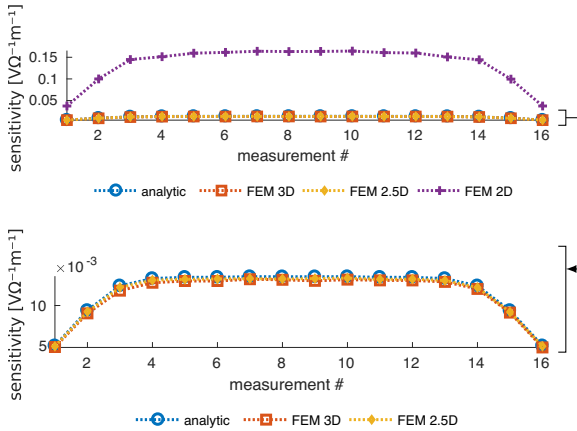 sensitivity [VΩ⁻¹m⁻¹]
0.15
0.1
0.05
2 4 6 8 10 12 14 16
measurement #
analytic FEM 3D FEM 2.5D FEM 2D
sensitivity [VΩ⁻¹m⁻¹]
×10⁻³
10
5
2 4 6 8 10 12 14 16
measurement #
analytic FEM 3D FEM 2.5D